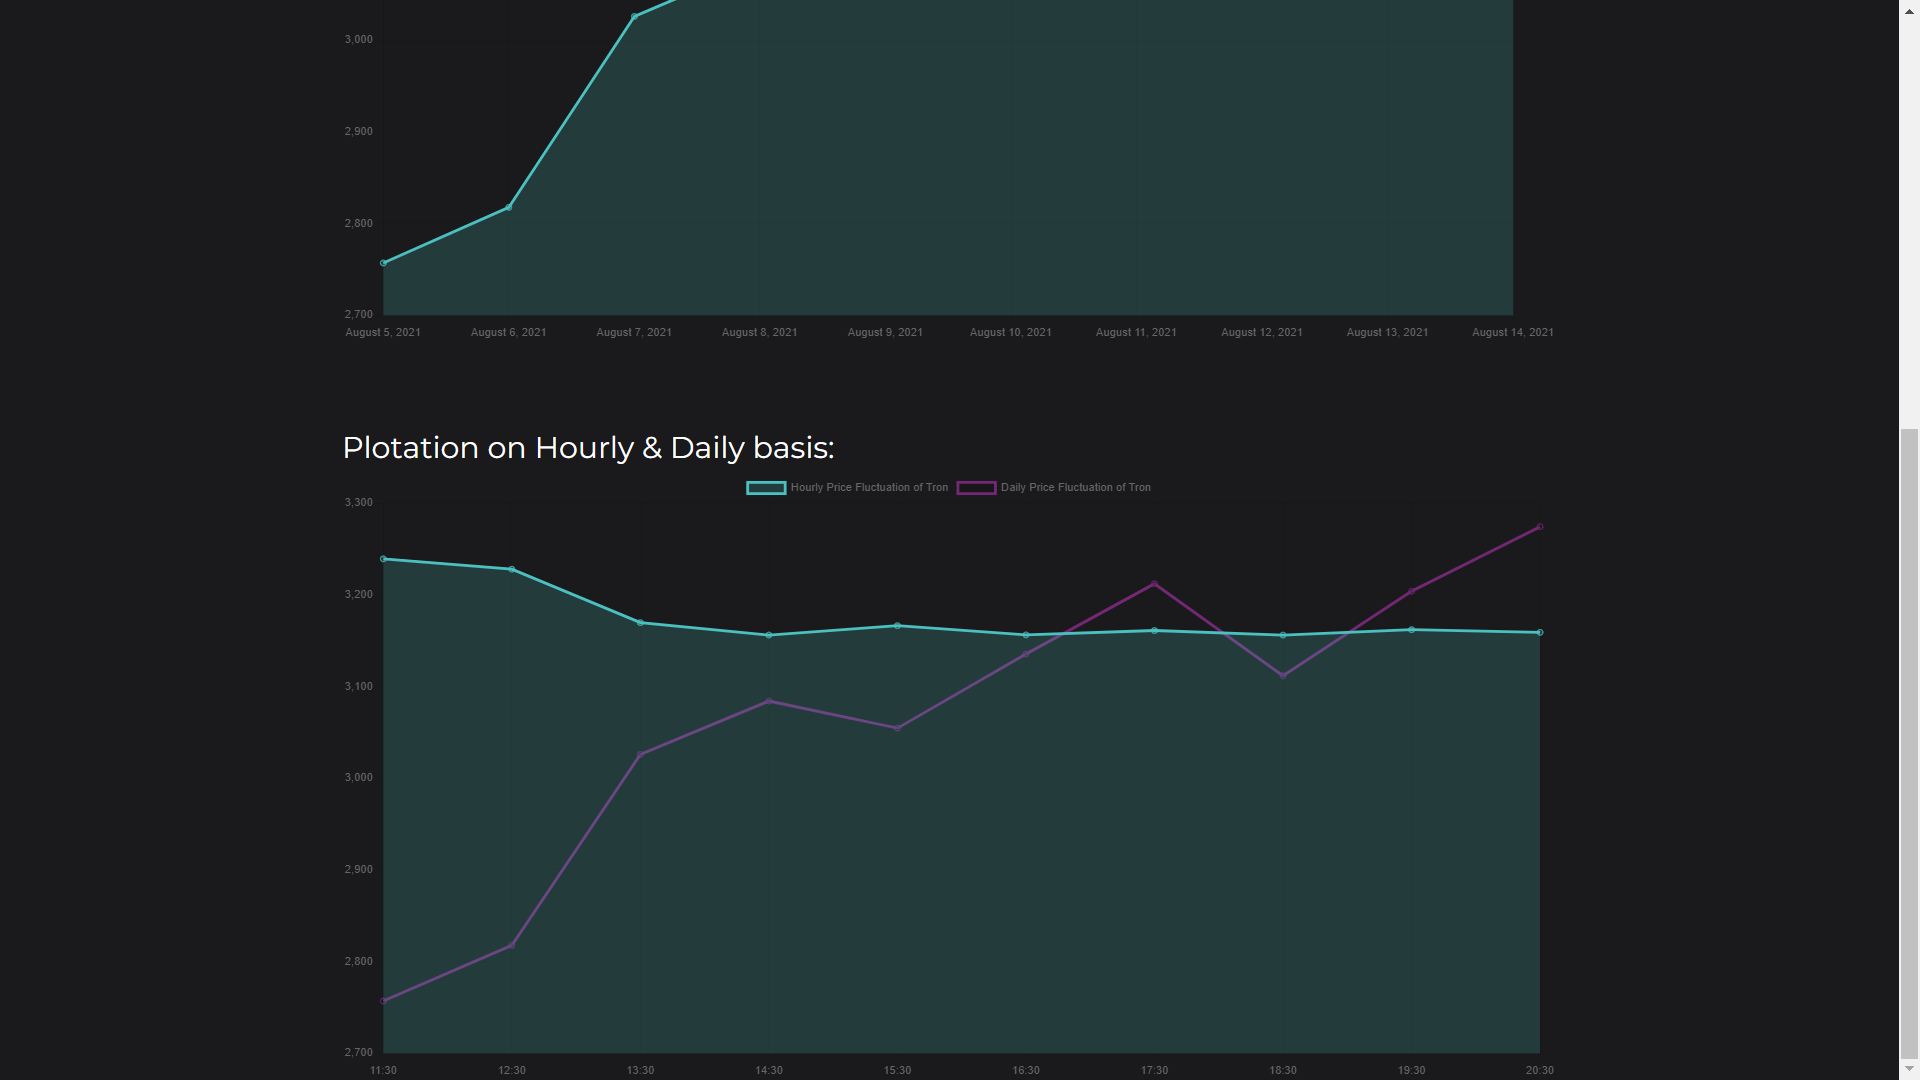 3,000
2,900
2,800
2,700
August 5, 2021 August 6, 2021 August 7, 2021 August 8, 2021 August 9, 2021 August 10, 2021 August 11, 2021 August 12, 2021 August 13, 2021 August 14, 2021
Plotation on Hourly & Daily basis:
Hourly Price Fluctuation of Tron Daily Price Fluctuation of Tron
3,300
3,200
3,100
3,000
2,900
2,800
2,700
11:30 12:30 13:30 14:30 15:30 16:30 17:30 18:30 19:30 20:30